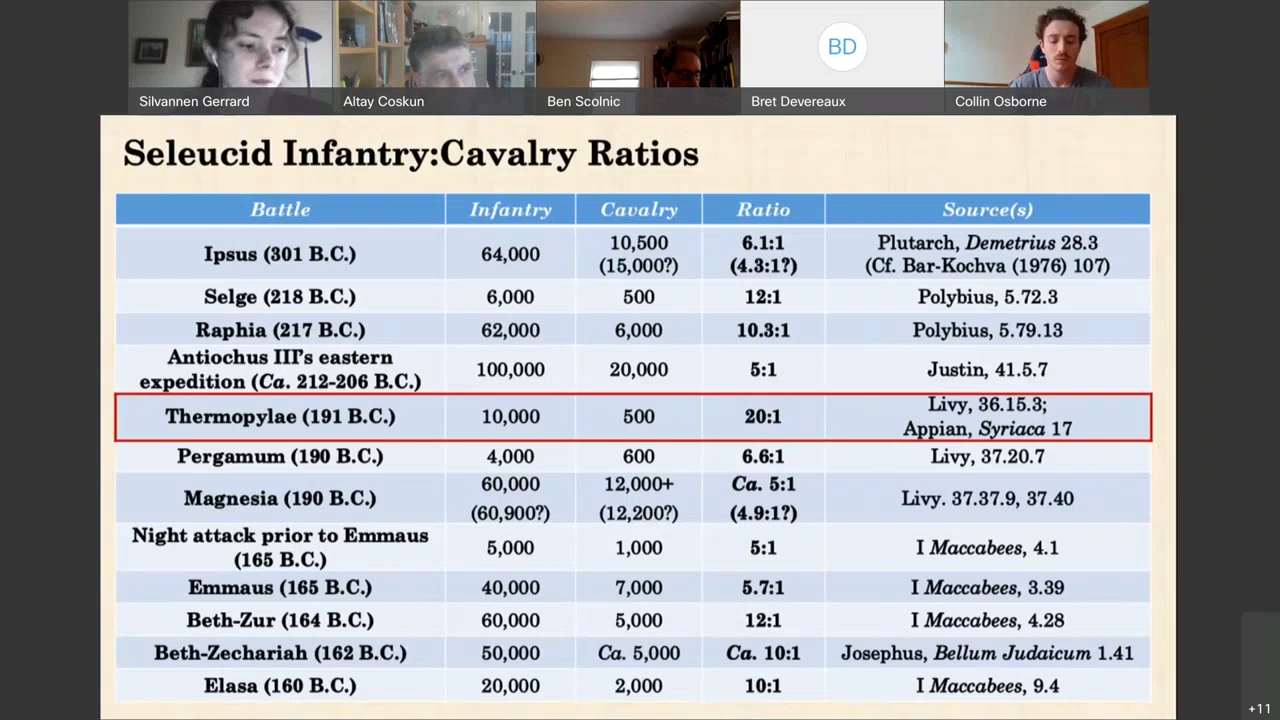 BD
Silvannen Gerrard
Altay Coskun
Ben Scolnic
Bret Devereaux
Collin Osborne
Seleucid Infantry:Cavalry Ratios
Battle Infantry Cavalry Ratio Source(s)
Ipsus (301 B.C.) 64,000 10,500 (15,000?) 6.1:1 (4.3:1?) Plutarch, Demetrius 28.3 (Cf. Bar-Kochva (1976) 107)
Selge (218 B.C.) 6,000 500 12:1 Polybius, 5.72.3
Raphia (217 B.C.) 62,000 6,000 10.3:1 Polybius, 5.79.13
Antiochus III's eastern expedition (Ca. 212-206 B.C.) 100,000 20,000 5:1 Justin, 41.5.7
Thermopylae (191 B.C.) 10,000 500 20:1 Livy, 36.15.3; Appian, Syriaca 17
Pergamum (190 B.C.) 4,000 600 6.6:1 Livy, 37.20.7
Magnesia (190 B.C.) 60,000 (60,900?) 12,000+ (12,200?) Ca. 5:1 (4.9:1?) Livy. 37.37.9, 37.40
Night attack prior to Emmaus (165 B.C.) 5,000 1,000 5:1 I Maccabees, 4.1
Emmaus (165 B.C.) 40,000 7,000 5.7:1 I Maccabees, 3.39
Beth-Zur (164 B.C.) 60,000 5,000 12:1 I Maccabees, 4.28
Beth-Zechariah (162 B.C.) 50,000 Ca. 5,000 Ca. 10:1 Josephus, Bellum Judaicum 1.41
Elasa (160 B.C.) 20,000 2,000 10:1 I Maccabees, 9.4
+11